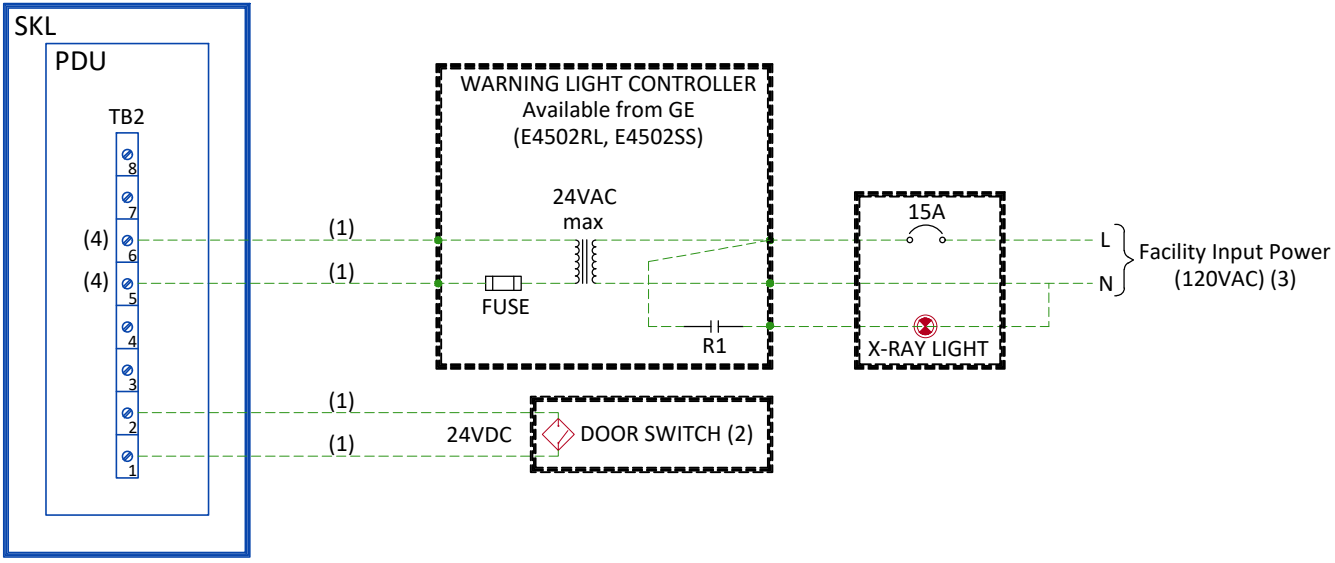 SKL
PDU
TB2
8
7
6
5
4
3
2
1
(4)
(4)
(1)
(1)
(1)
(1)
WARNING LIGHT CONTROLLER
Available from GE
(E4502RL, E4502SS)
24VAC
max
FUSE
R1
15A
X-RAY LIGHT
L
N
Facility Input Power
(120VAC) (3)
24VDC
DOOR SWITCH (2)